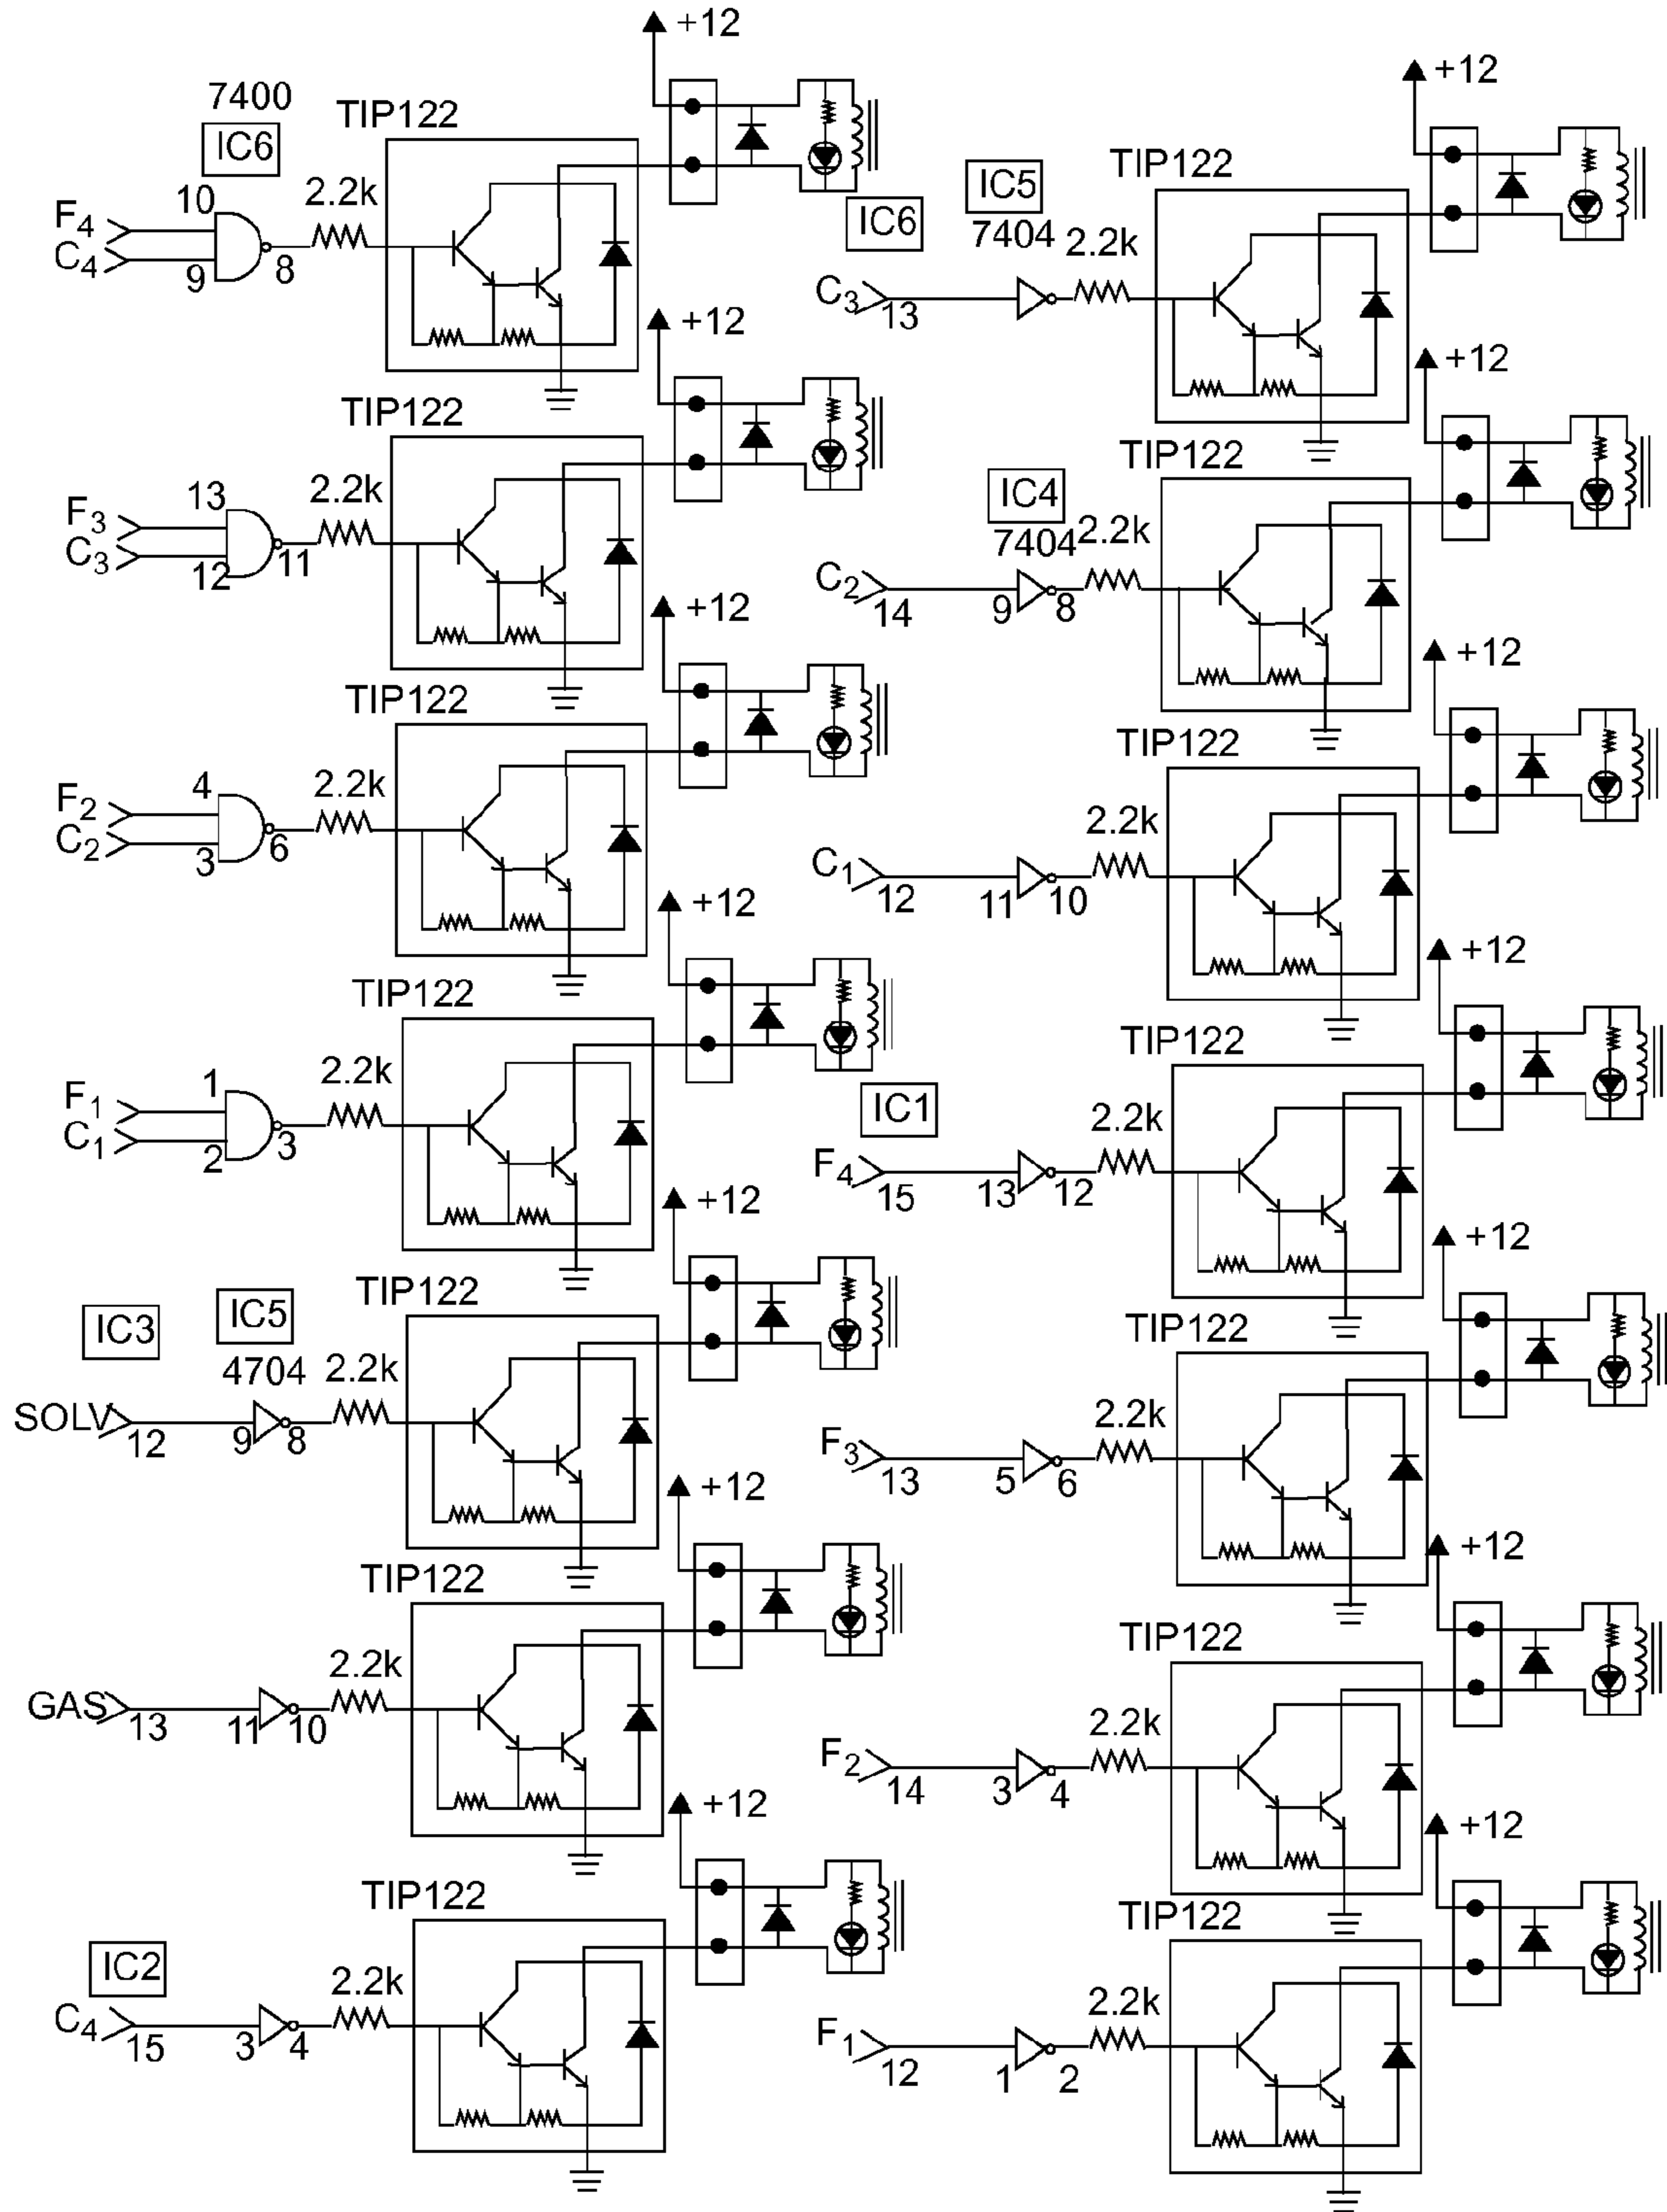 +12
7400
IC6
TIP122
10
2.2k
F4
C4
9
8
+12
TIP122
13
2.2k
F3
C3
12
11
+12
TIP122
4
2.2k
F2
C2
3
6
+12
TIP122
1
2.2k
F1
C1
2
3
+12
TIP122
IC3
IC5
4704
2.2k
SOLV
12
9
8
+12
TIP122
2.2k
GAS
13
11
10
+12
TIP122
IC2
2.2k
C4
15
3
4
+12
TIP122
IC6
IC5
7404
2.2k
C3
13
+12
TIP122
IC4
7404
2.2k
C2
14
9
8
+12
TIP122
2.2k
C1
12
11
10
+12
TIP122
IC1
2.2k
F4
15
13
12
+12
TIP122
2.2k
F3
13
5
6
+12
TIP122
2.2k
F2
14
3
4
+12
TIP122
2.2k
F1
12
1
2